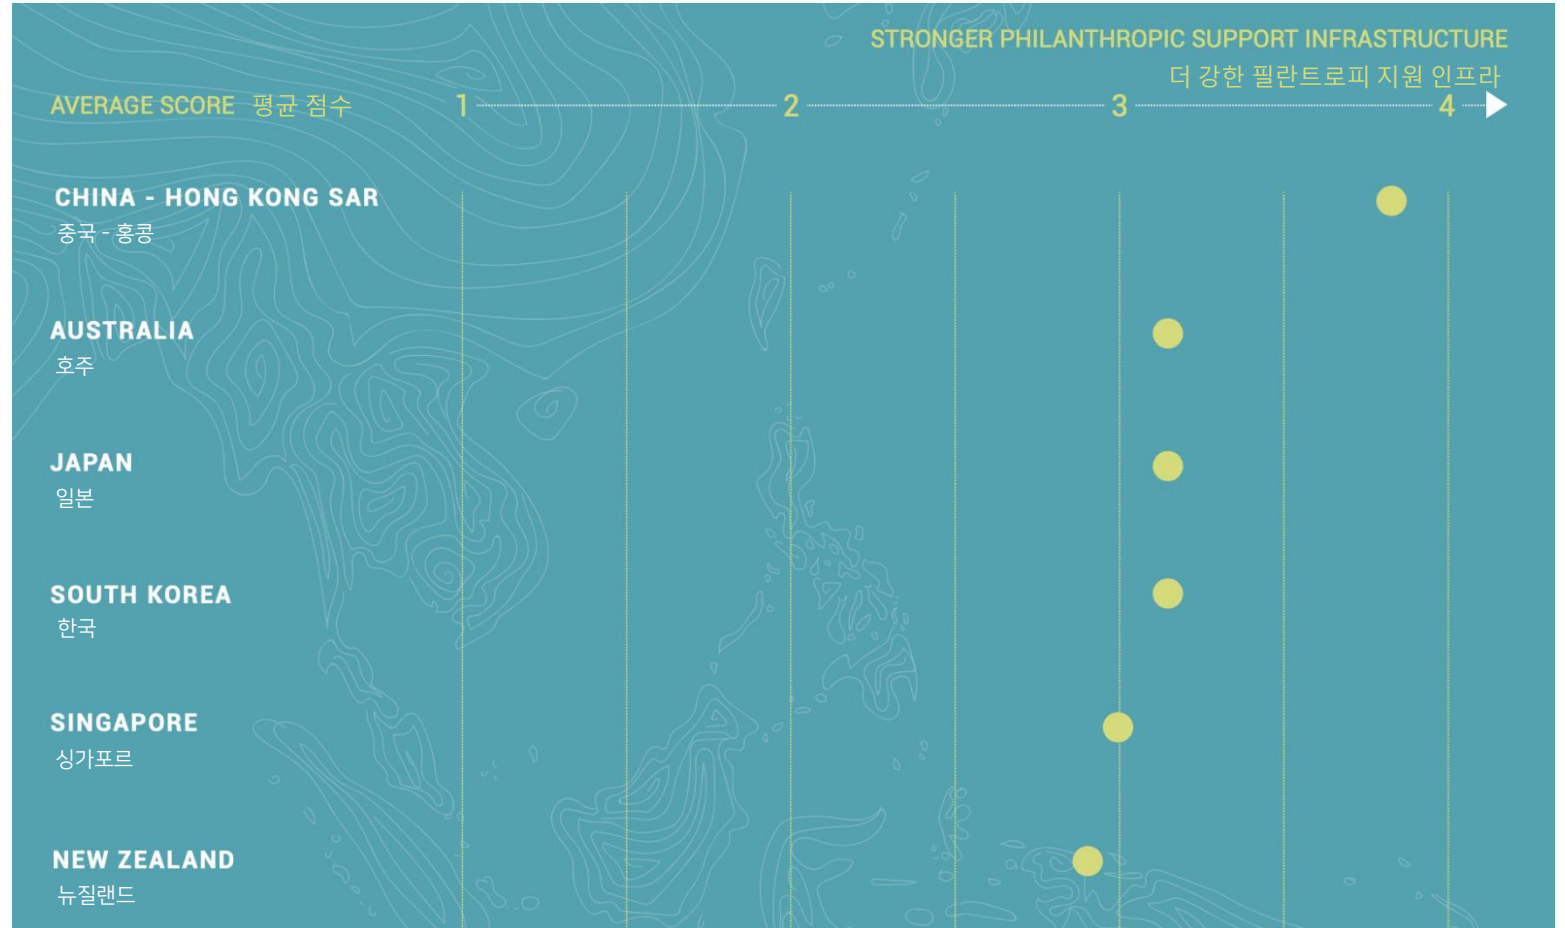 STRONGER PHILANTHROPIC SUPPORT INFRASTRUCTURE
더 강한 필란트로피 지원 인프라
AVERAGE SCORE 평균 점수 1 2 3 4
CHINA - HONG KONG SAR
중국 - 홍콩
AUSTRALIA
호주
JAPAN
일본
SOUTH KOREA
한국
SINGAPORE
싱가포르
NEW ZEALAND
뉴질랜드